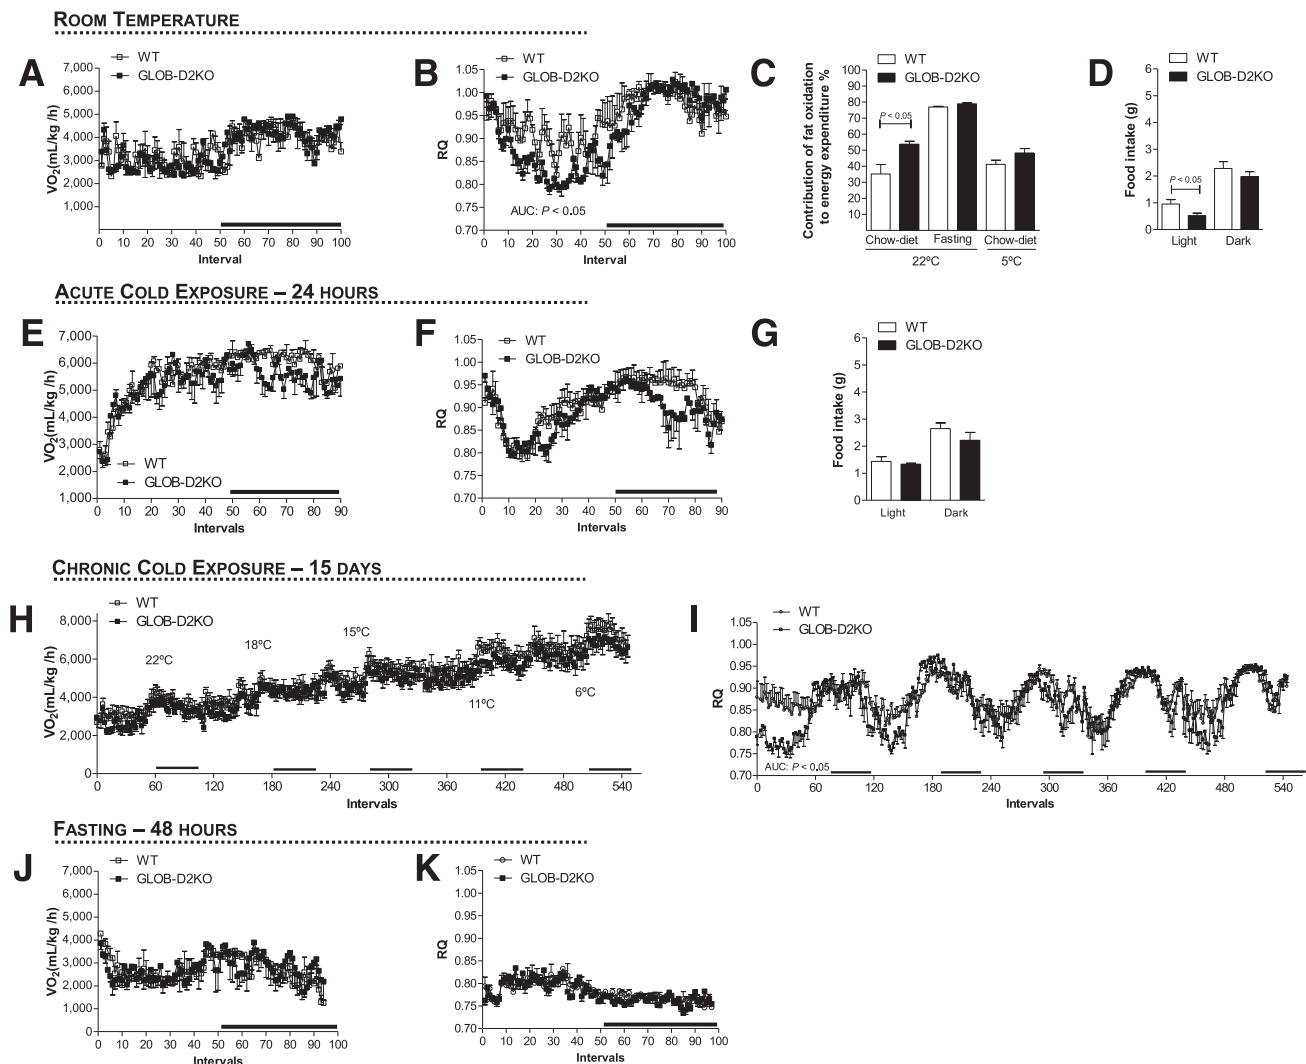 ROOM TEMPERATURE
A
WT
GLOB-D2KO
7,000
6,000
5,000
4,000
3,000
2,000
1,000
VO2(mL/kg /h)
0 10 20 30 40 50 60 70 80 90 100
Interval
B
WT
GLOB-D2KO
1.05
1.00
0.95
0.90
0.85
0.80
0.75
0.70
RQ
AUC: P < 0.05
0 10 20 30 40 50 60 70 80 90 100
Interval
C
WT
GLOB-D2KO
Contribution of fat oxidation
to energy expenditure %
100
90
80
70
60
50
40
30
20
10
P < 0.05
Chow-diet Fasting Chow-diet
22ºC 5ºC
D
WT
GLOB-D2KO
Food intake (g)
6
5
4
3
2
1
0
P < 0.05
Light Dark
ACUTE COLD EXPOSURE – 24 HOURS
E
7,000
6,000
5,000
4,000
3,000
2,000
1,000
VO2(mL/kg /h)
WT
GLOB-D2KO
0 10 20 30 40 50 60 70 80 90
Intervals
F
WT
GLOB-D2KO
1.05
1.00
0.95
0.90
0.85
0.80
0.75
0.70
RQ
0 10 20 30 40 50 60 70 80 90
Intervals
G
WT
GLOB-D2KO
Food intake (g)
6
5
4
3
2
1
0
Light Dark
CHRONIC COLD EXPOSURE – 15 DAYS
H
WT
GLOB-D2KO
8,000
6,000
4,000
2,000
0
VO2(mL/kg /h)
22ºC
18ºC
15ºC
11ºC
6ºC
0 60 120 180 240 300 360 420 480 540
Intervals
I
WT
GLOB-D2KO
1.05
1.00
0.95
0.90
0.85
0.80
0.75
0.70
RQ
AUC: P < 0.05
0 60 120 180 240 300 360 420 480 540
Intervals
FASTING – 48 HOURS
J
WT
GLOB-D2KO
7,000
6,000
5,000
4,000
3,000
2,000
1,000
0
VO2(mL/kg /h)
0 10 20 30 40 50 60 70 80 90 100
Intervals
K
WT
GLOB-D2KO
1.05
1.00
0.95
0.90
0.85
0.80
0.75
0.70
RQ
0 10 20 30 40 50 60 70 80 90 100
Intervals